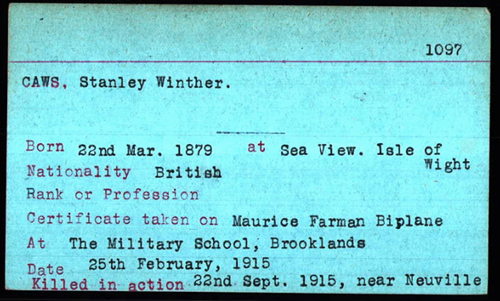 1097
CAWS, Stanley Winther.
Born 22nd Mar. 1879 at Sea View. Isle of Wight
Nationality British
Rank or Profession
Certificate taken on Maurice Farman Biplane
At The Military School, Brooklands
Date 25th February, 1915
Killed in action 22nd Sept. 1915, near Neuville